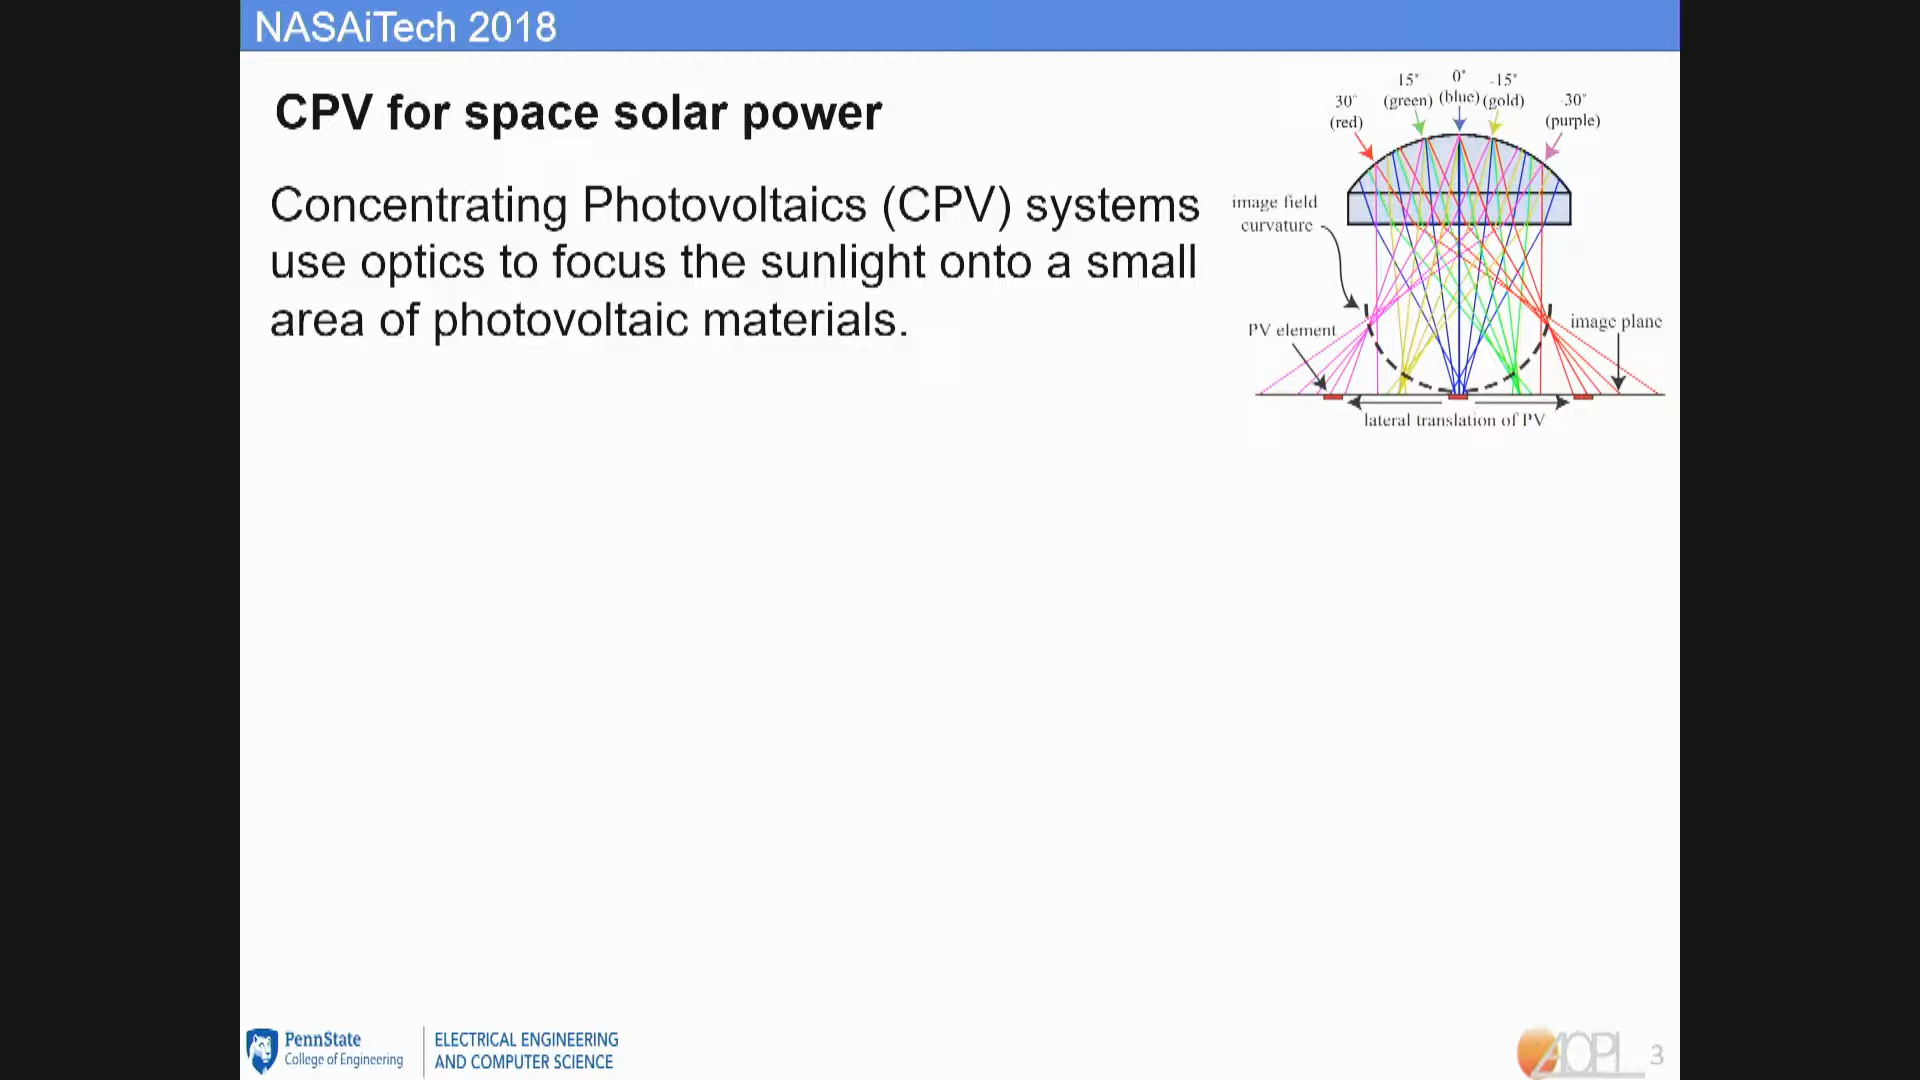 NASAiTech 2018
CPV for space solar power
Concentrating Photovoltaics (CPV) systems
use optics to focus the sunlight onto a small
area of photovoltaic materials.
30° (red)
15° (green)
0° (blue)
-15° (gold)
-30° (purple)
image field
curvature
PV element
image plane
lateral translation of PV
PennState
College of Engineering
ELECTRICAL ENGINEERING
AND COMPUTER SCIENCE
AOPL
3